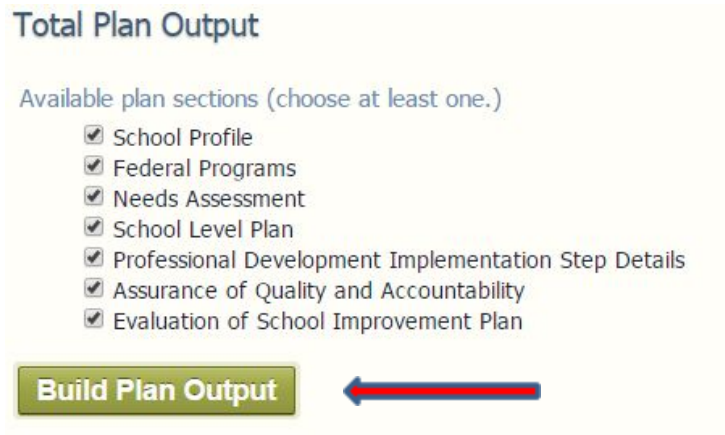 Total Plan Output
Available plan sections (choose at least one.)
School Profile
Federal Programs
Needs Assessment
School Level Plan
Professional Development Implementation Step Details
Assurance of Quality and Accountability
Evaluation of School Improvement Plan
Build Plan Output